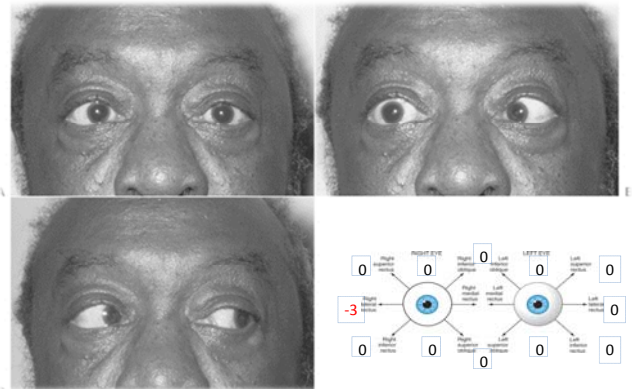 RIGHT EYE
LEFT EYE
0 Right superior rectus
0
Right inferior oblique
0
Left inferior oblique
0
Left superior rectus
0
-3
Right lateral rectus
Right medial rectus
Left medial rectus
Left lateral rectus
0
0
Right inferior rectus
0
Right superior oblique
0
Left superior oblique
0
Left inferior rectus
0